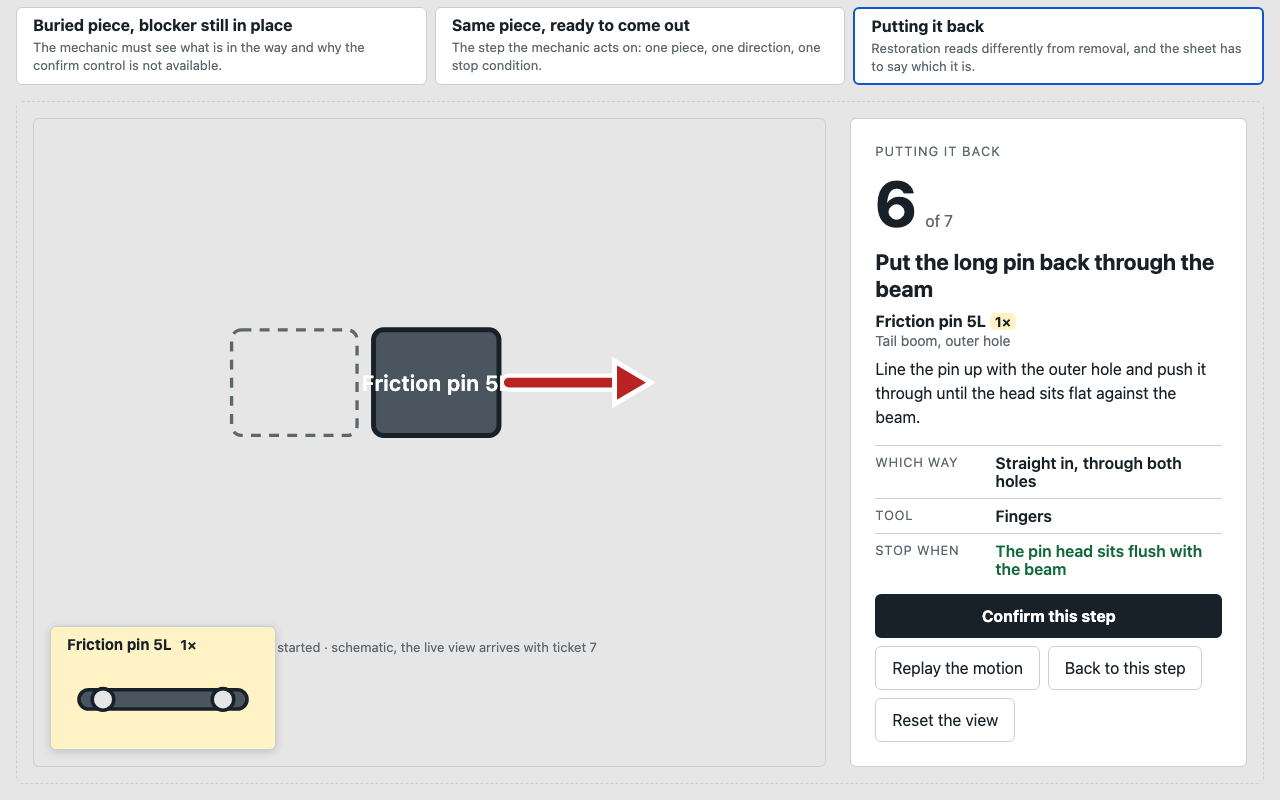 Buried piece, blocker still in place
The mechanic must see what is in the way and why the
confirm control is not available.
Same piece, ready to come out
The step the mechanic acts on: one piece, one direction, one
stop condition.
Putting it back
Restoration reads differently from removal, and the sheet has
to say which it is.
Friction pin 5
started · schematic, the live view arrives with ticket 7
Friction pin 5L 1×
PUTTING IT BACK
6 of 7
Put the long pin back through the
beam
Friction pin 5L 1×
Tail boom, outer hole
Line the pin up with the outer hole and push it
through until the head sits flat against the
beam.
WHICH WAY Straight in, through both
holes
TOOL Fingers
STOP WHEN The pin head sits flush with
the beam
Confirm this step
Replay the motion
Back to this step
Reset the view